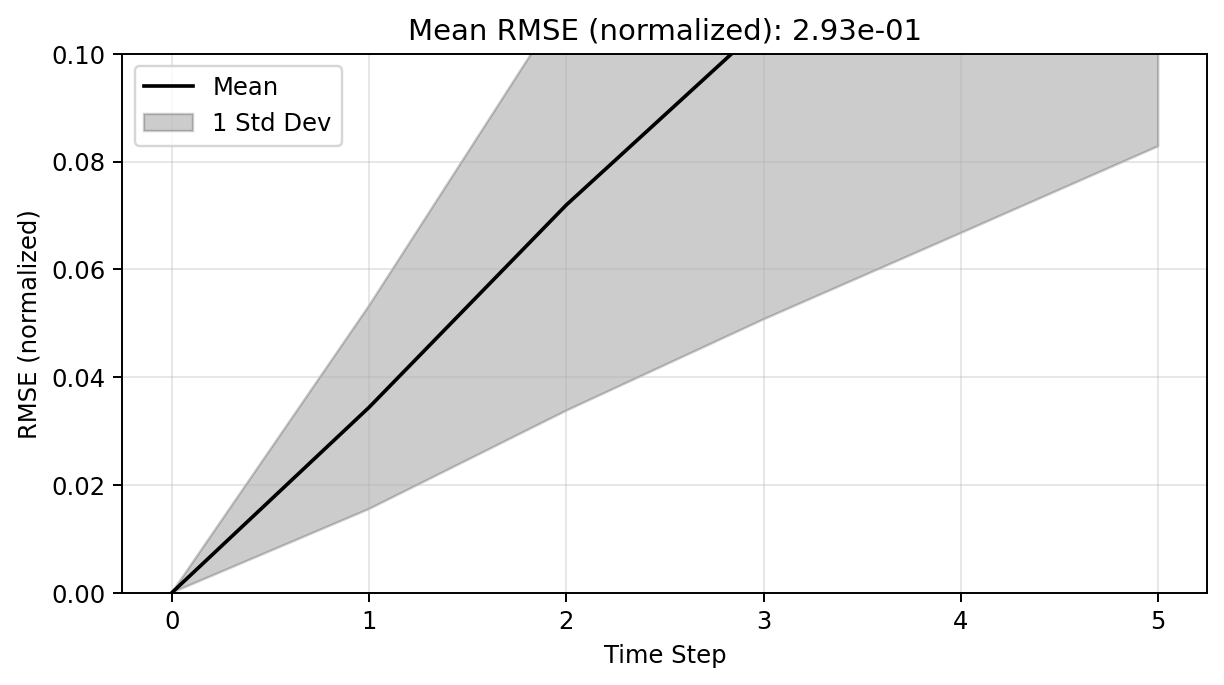 Mean RMSE (normalized): 2.93e-01
0.10
0.08
0.06
0.04
0.02
0.00
RMSE (normalized)
Mean
1 Std Dev
0 1 2 3 4 5
Time Step